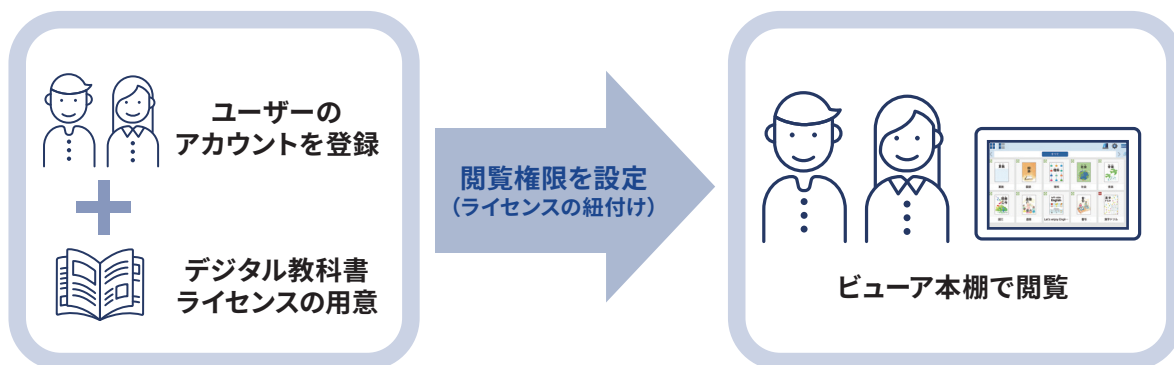 ユーザーの
アカウントを登録
デジタル教科書
ライセンスの用意
閲覧権限を設定
（ライセンスの紐付け）
ビューア本棚で閲覧